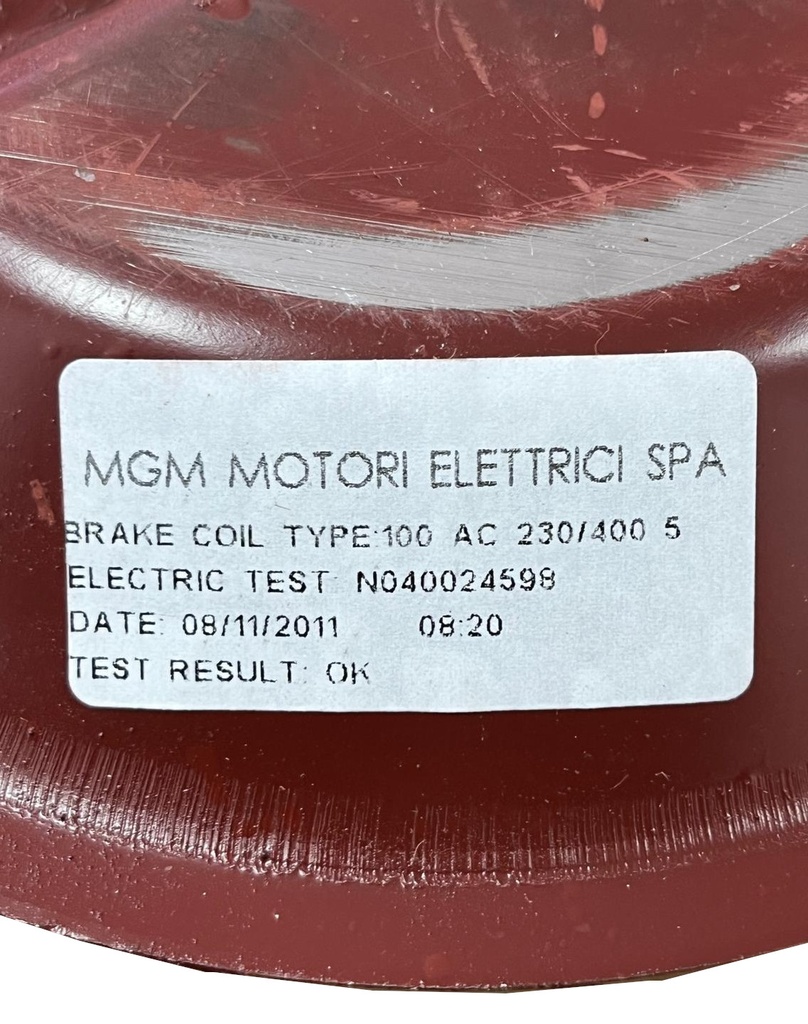 MGM MOTORI ELETTRICI SPA
BRAKE COIL TYPE:100 AC 230/400 5
ELECTRIC TEST: N040024598
DATE: 08/11/2011 08:20
TEST RESULT: OK